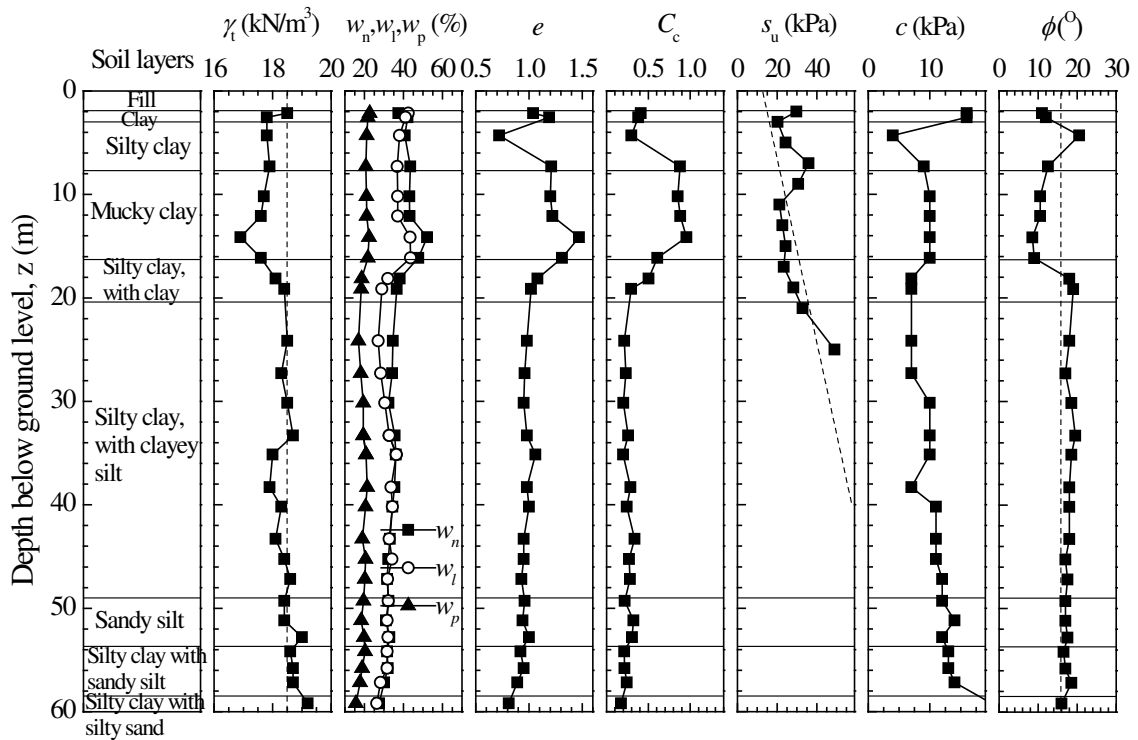 γt (kN/m3) wn,wl,wp (%) e Cc su (kPa) c (kPa) ϕ(O)
Soil layers
16 18 20 20 40 60 0.5 1.0 1.5 0.5 1.0 0 20 40 10 0 10 20 30
0
Fill
Clay
Silty clay
10
Mucky clay
Silty clay,
with clay
20
30
Silty clay,
with clayey
silt
40
wn
wl
wp
50
Sandy silt
Silty clay with
sandy silt
Silty clay with
60
silty sand
Depth below ground level, z (m)